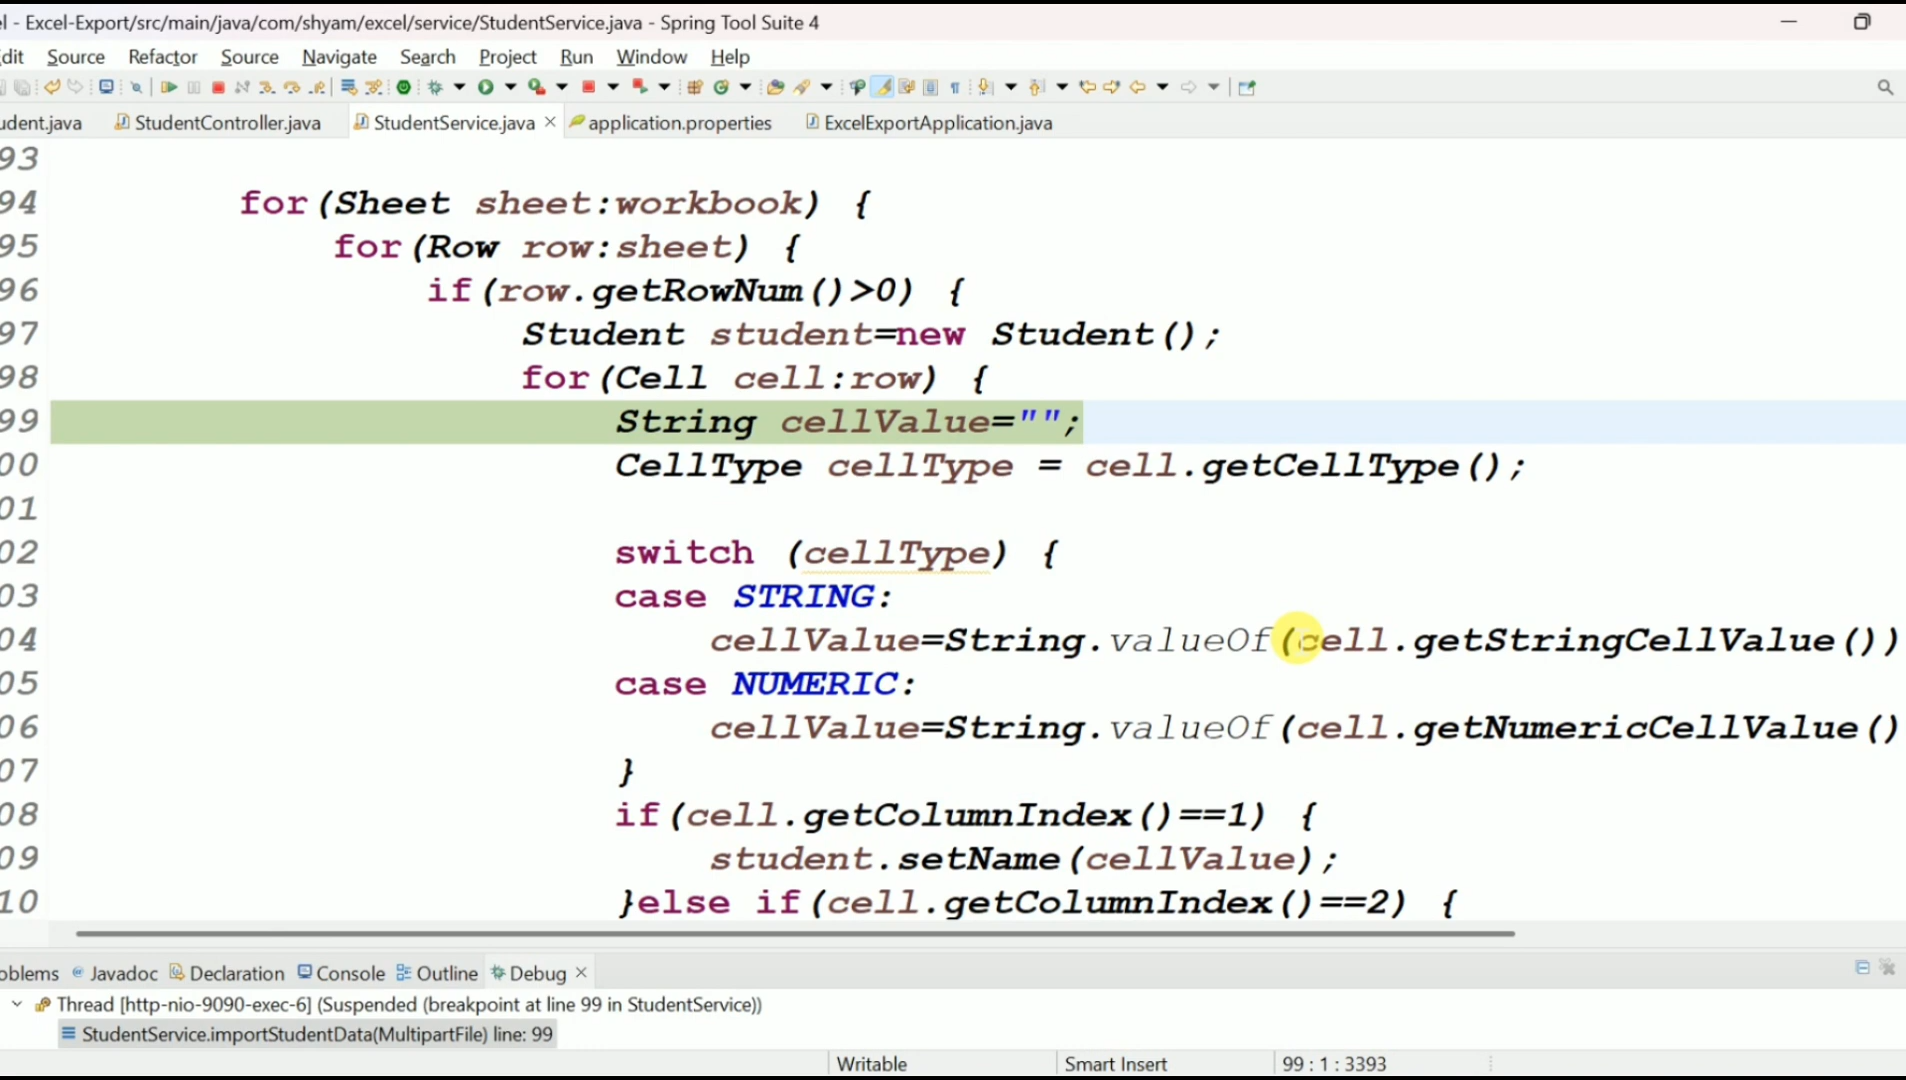 l - Excel-Export/src/main/java/com/shyam/excel/service/StudentService.java - Spring Tool Suite 4
dit Source Refactor Source Navigate Search Project Run Window Help
udent.java StudentController.java StudentService.java application.properties ExcelExportApplication.java
93
94 for(Sheet sheet:workbook) {
95 for(Row row:sheet) {
96 if(row.getRowNum()>0) {
97 Student student=new Student();
98 for(Cell cell:row) {
99 String cellValue="";
00 CellType cellType = cell.getCellType();
01
02 switch (cellType) {
03 case STRING:
04 cellValue=String.valueOf(cell.getStringCellValue())
05 case NUMERIC:
06 cellValue=String.valueOf(cell.getNumericCellValue()
07 }
08 if(cell.getColumnIndex()==1) {
09 student.setName(cellValue);
10 }else if(cell.getColumnIndex()==2) {
oblems Javadoc Declaration Console Outline Debug
Thread [http-nio-9090-exec-6] (Suspended (breakpoint at line 99 in StudentService))
StudentService.importStudentData(MultipartFile) line: 99
Writable Smart Insert 99 : 1 : 3393